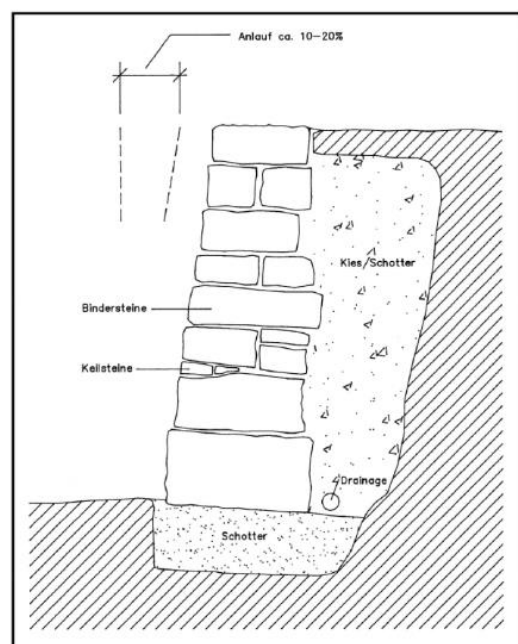 Anlauf ca. 10-20%
Kies/Schotter
Bindersteine
Keilsteine
Drainage
Schotter